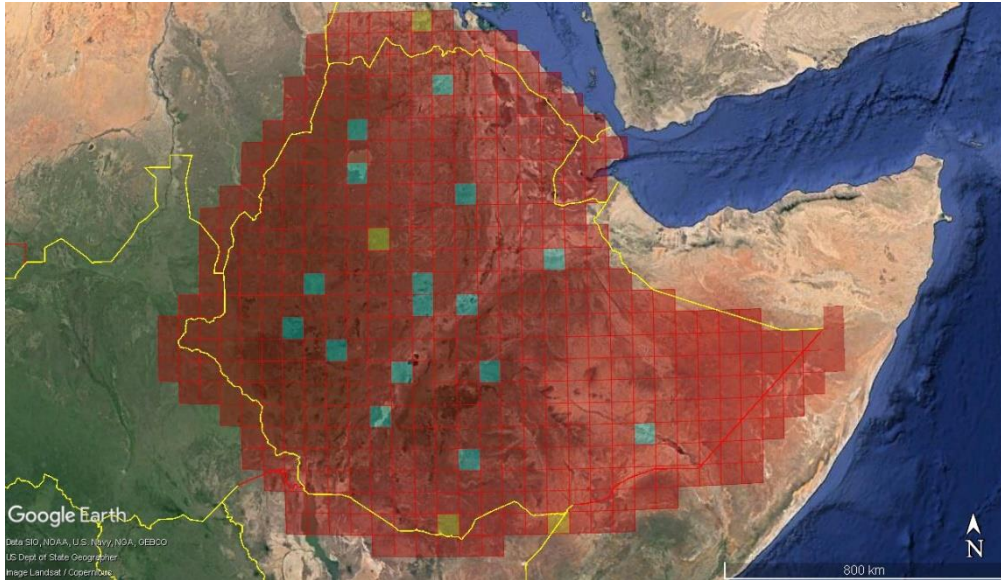 Google Earth
Data SIO, NOAA, U.S. Navy, NGA, GEBCO
US Dept of State Geographer
Image Landsat / Copernicus
N
800 km